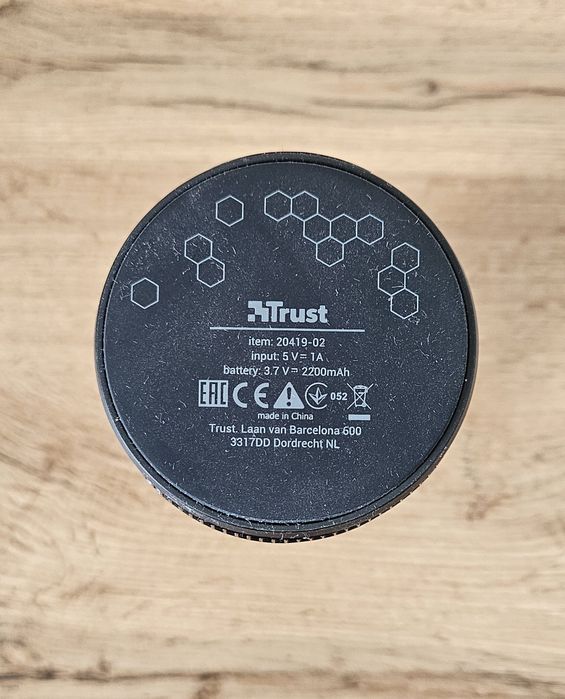 Trust
item: 20419-02
input: 5 V⎓ 1A
battery: 3.7 V⎓ 2200mAh
EAC CE 052
made in China
Trust. Laan van Barcelona 600
3317DD Dordrecht NL